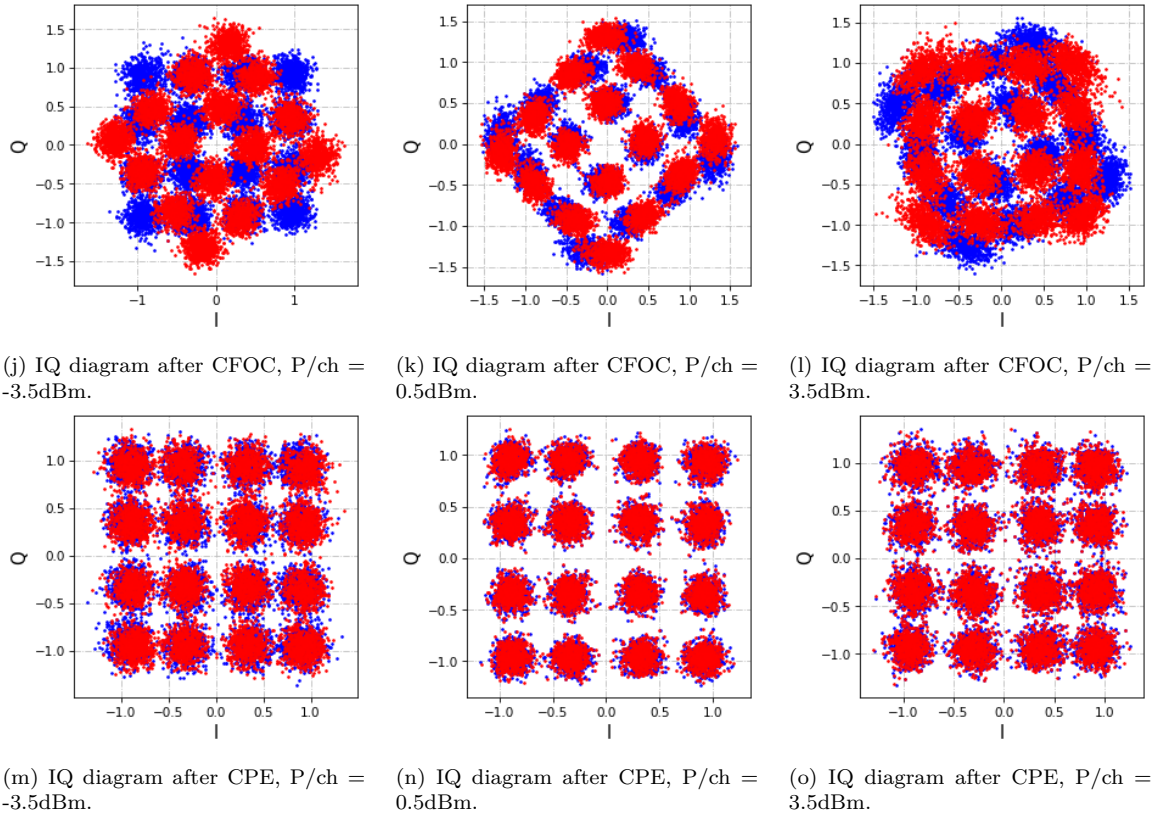 1.5
1.0
0.5
0.0
−0.5
−1.0
−1.5
Q
−1
0
1
I
1.5
1.0
0.5
0.0
−0.5
−1.0
−1.5
Q
−1.5
−1.0
−0.5
0.0
0.5
1.0
1.5
I
1.5
1.0
0.5
0.0
−0.5
−1.0
−1.5
Q
−1.5
−1.0
−0.5
0.0
0.5
1.0
1.5
I
(j) IQ diagram after CFOC, P/ch =
-3.5dBm.
(k) IQ diagram after CFOC, P/ch =
0.5dBm.
(l) IQ diagram after CFOC, P/ch =
3.5dBm.
1.0
0.5
0.0
−0.5
−1.0
Q
−1.0
−0.5
0.0
0.5
1.0
I
1.0
0.5
0.0
−0.5
−1.0
Q
−1.0
−0.5
0.0
0.5
1.0
I
1.0
0.5
0.0
−0.5
−1.0
Q
−1.0
−0.5
0.0
0.5
1.0
I
(m) IQ diagram after CPE, P/ch =
-3.5dBm.
(n) IQ diagram after CPE, P/ch =
0.5dBm.
(o) IQ diagram after CPE, P/ch =
3.5dBm.